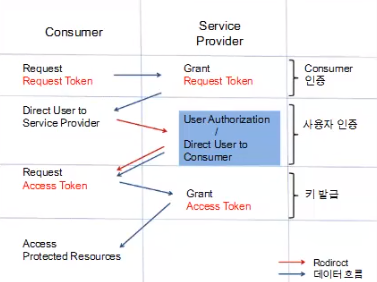 Consumer
Service
Provider
Request
Request Token
Grant
Request Token
Consumer
인증
Direct User to
Service Provider
User Authorization
/
Direct User to
Consumer
사용자 인증
Request
Access Token
Grant
Access Token
키 발급
Access
Protected Resources
Rodiroct
데이터 흐름